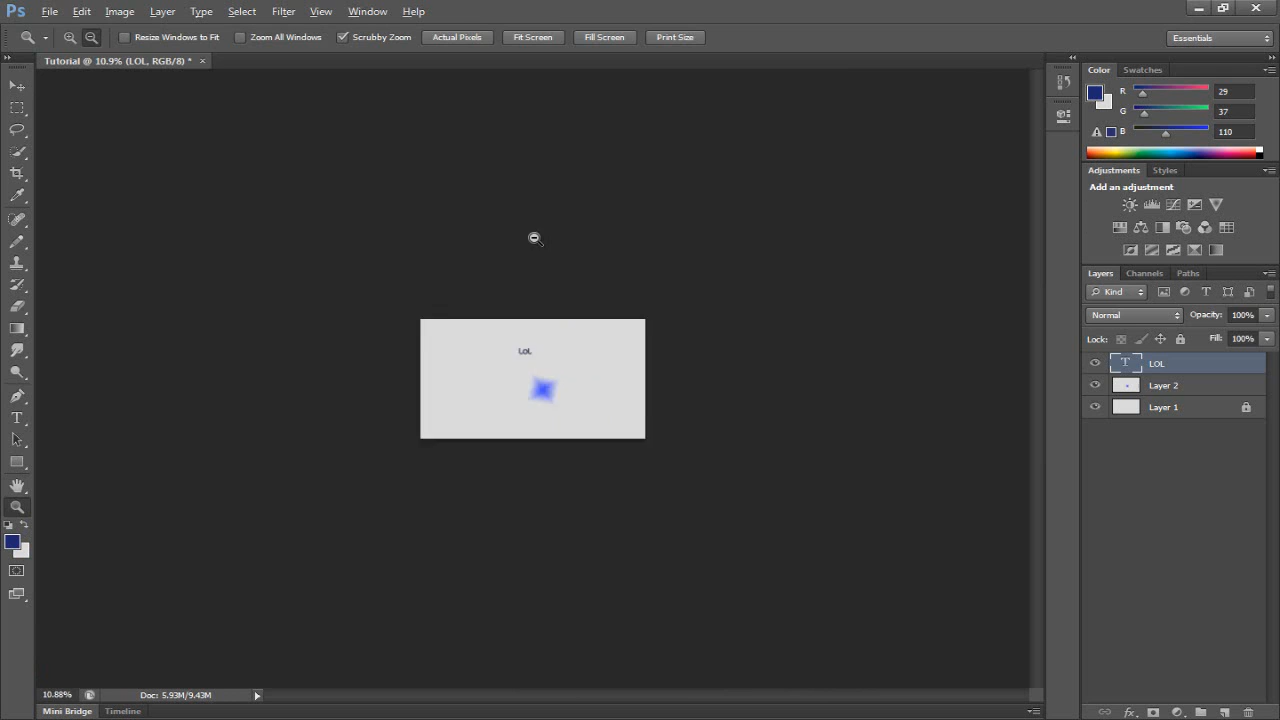 Ps File Edit Image Layer Type Select Filter View Window Help
Resize Windows to Fit Zoom All Windows Scrubby Zoom Actual Pixels Fit Screen Fill Screen Print Size Essentials
Tutorial @ 10.9% (LOL, RGB/8) *
Color Swatches
R 29
G 37
B 110
Adjustments Styles
Add an adjustment
Layers Channels Paths
Kind
Normal Opacity: 100%
Lock: Fill: 100%
T LOL
Layer 2
Layer 1
LOL
10.88% Doc: 5.93M/9.43M
Mini Bridge Timeline